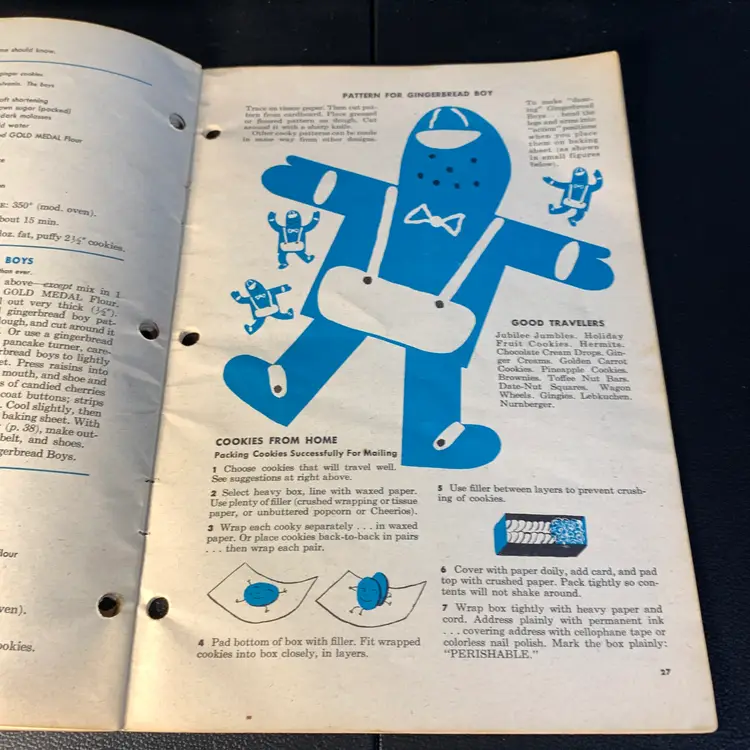 me should know.
ginger cookies.
The boys
oft shortening
wn sugar (packed)
dark molasses
ld water
d GOLD MEDAL Flour
E: 350° (mod. oven).
bout 15 min.
doz. fat, puffy 2½" cookies.
BOYS
than ever.
above—except mix in 1
GOLD MEDAL Flour.
out very thick (½").
gingerbread boy pat-
ough, and cut around it
Or use a gingerbread
pancake turner, care-
rbread boys to lightly
et. Press raisins into
mouth, and shoe and
s of candied cherries
coat buttons; strips
Cool slightly, then
baking sheet. With
(p. 38), make out-
belt, and shoes.
gerbread Boys.
lour
ven).
ookies.
PATTERN FOR GINGERBREAD BOY
Trace on tissue paper. Then cut pat-
tern from cardboard. Place greased
or floured pattern on dough. Cut
around it with a sharp knife.
Other cooky patterns can be made
in same way from other designs.
To make "danc-
ing" Gingerbread
Boys . . . bend the
legs and arms into
"action" positions
when you place
them on baking
sheet (as shown
in small figures
below).
GOOD TRAVELERS
Jubilee Jumbles. Holiday
Fruit Cookies. Hermits.
Chocolate Cream Drops. Gin-
ger Creams. Golden Carrot
Cookies. Pineapple Cookies.
Brownies. Toffee Nut Bars.
Date-Nut Squares. Wagon
Wheels. Gingies. Lebkuchen.
Nurnberger.
COOKIES FROM HOME
Packing Cookies Successfully For Mailing
1 Choose cookies that will travel well.
See suggestions at right above.
2 Select heavy box, line with waxed paper.
Use plenty of filler (crushed wrapping or tissue
paper, or unbuttered popcorn or Cheerios).
3 Wrap each cooky separately . . . in waxed
paper. Or place cookies back-to-back in pairs
. . . then wrap each pair.
4 Pad bottom of box with filler. Fit wrapped
cookies into box closely, in layers.
5 Use filler between layers to prevent crush-
ing of cookies.
6 Cover with paper doily, add card, and pad
top with crushed paper. Pack tightly so con-
tents will not shake around.
7 Wrap box tightly with heavy paper and
cord. Address plainly with permanent ink
. . . covering address with cellophane tape or
colorless nail polish. Mark the box plainly:
"PERISHABLE."
27